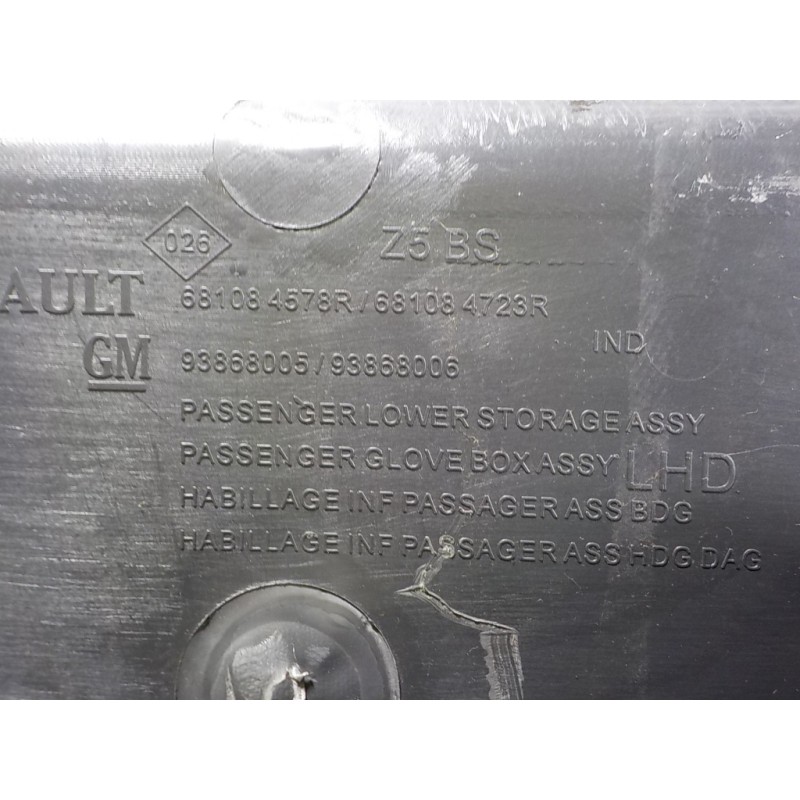 026
Z5 BS
AULT
68108 4578R / 68108 4723R
IND
GM
93868005 / 93868006
PASSENGER LOWER STORAGE ASSY
PASSENGER GLOVE BOX ASSY LHD
HABILLAGE INF PASSAGER ASS BDG
HABILLAGE INF PASSAGER ASS HDG DAG